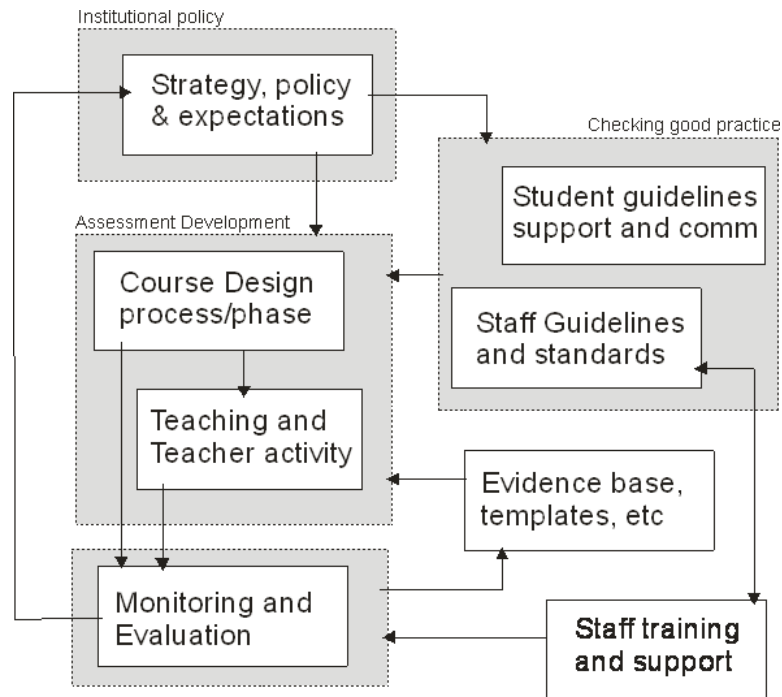 Institutional policy
Strategy, policy
& expectations
Checking good practice
Student guidelines
support and comm
Assessment Development
Course Design
process/phase
Staff Guidelines
and standards
Teaching and
Teacher activity
Evidence base,
templates, etc
Monitoring and
Evaluation
Staff training
and support